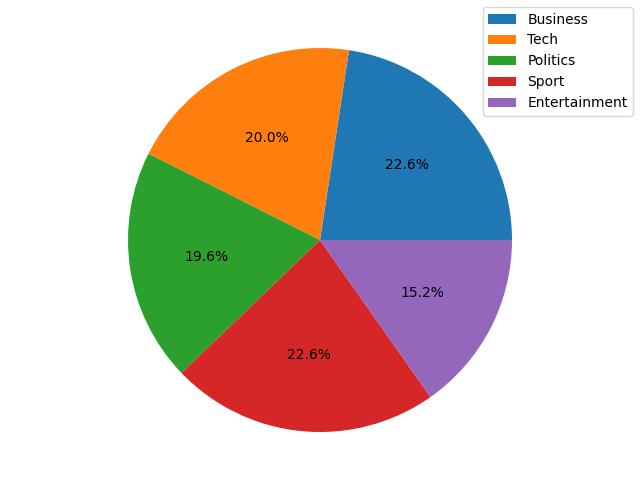 Business
Tech
Politics
Sport
Entertainment
20.0%
22.6%
19.6%
15.2%
22.6%